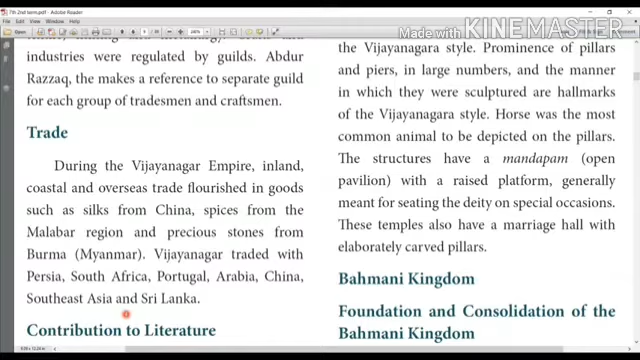 7th 2nd term.pdf - Adobe Reader
Made with KINEMASTER
industries were regulated by guilds. Abdur
Razzaq, the makes a reference to separate guild
for each group of tradesmen and craftsmen.
Trade
During the Vijayanagar Empire, inland,
coastal and overseas trade flourished in goods
such as silks from China, spices from the
Malabar region and precious stones from
Burma (Myanmar). Vijayanagar traded with
Persia, South Africa, Portugal, Arabia, China,
Southeast Asia and Sri Lanka.
Contribution to Literature
the Vijayanagara style. Prominence of pillars
and piers, in large numbers, and the manner
in which they were sculptured are hallmarks
of the Vijayanagara style. Horse was the most
common animal to be depicted on the pillars.
The structures have a mandapam (open
pavilion) with a raised platform, generally
meant for seating the deity on special occasions.
These temples also have a marriage hall with
elaborately carved pillars.
Bahmani Kingdom
Foundation and Consolidation of the
Bahmani Kingdom